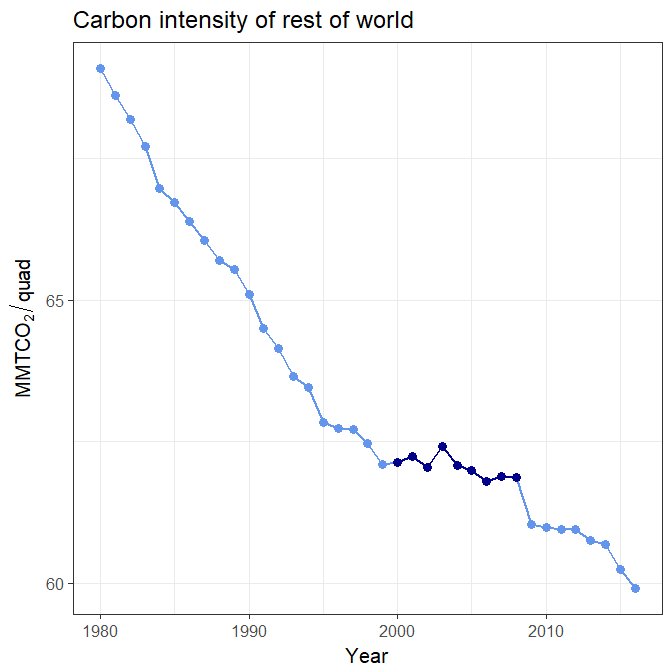 Carbon intensity of rest of world
MMTCO₂/quad
65
60
1980 1990 2000 2010
Year